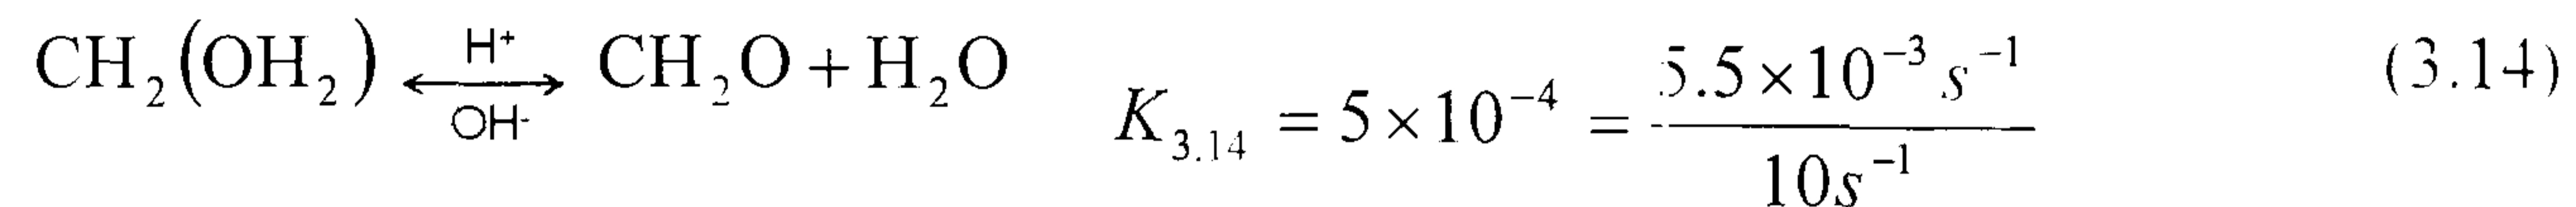 CH₂(OH₂) ⟷ CH₂O + H₂O   K₃.₁₄ = 5×10⁻⁴ = 5.5×10⁻³ s⁻¹ / 10s⁻¹   (3.14)
H⁺
OH⁻